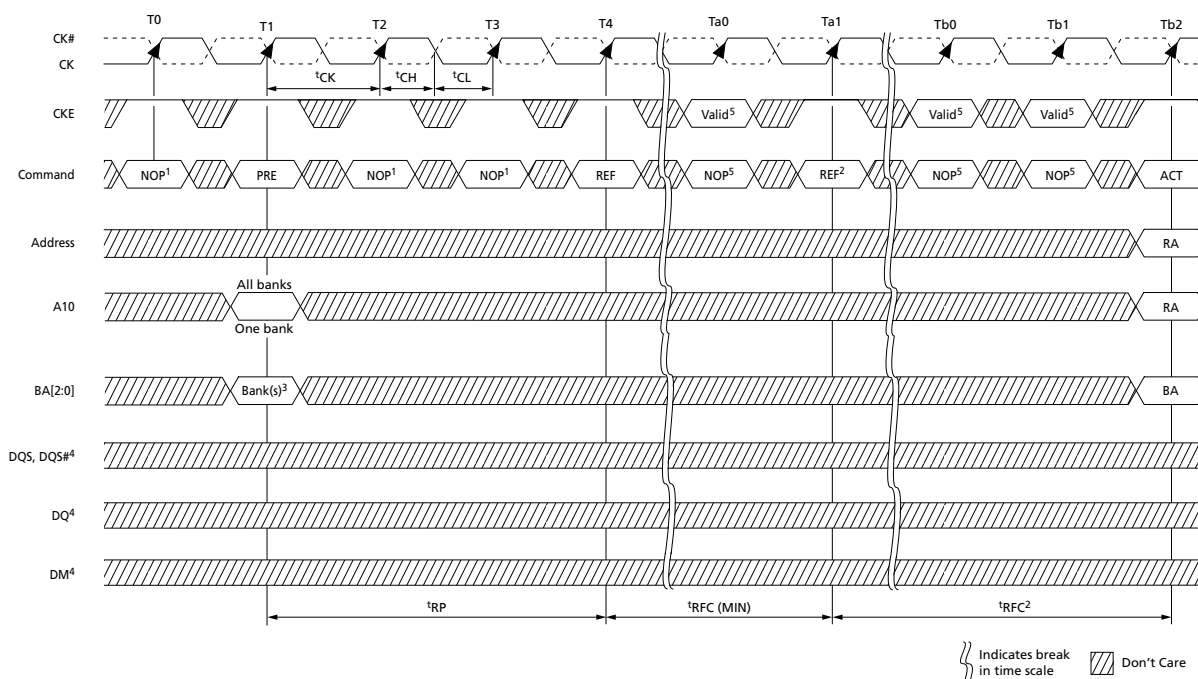 T0 T1 T2 T3 T4 Ta0 Ta1 Tb0 Tb1 Tb2
CK#
CK
tCK tCH tCL
CKE Valid5 Valid5 Valid5
Command NOP1 PRE NOP1 NOP1 REF NOP5 REF2 NOP5 NOP5 ACT
Address RA
All banks
A10 RA
One bank
BA[2:0] Bank(s)3 BA
DQS, DQS#4
DQ4
DM4
tRP tRFC (MIN) tRFC2
Indicates break
in time scale
Don't Care